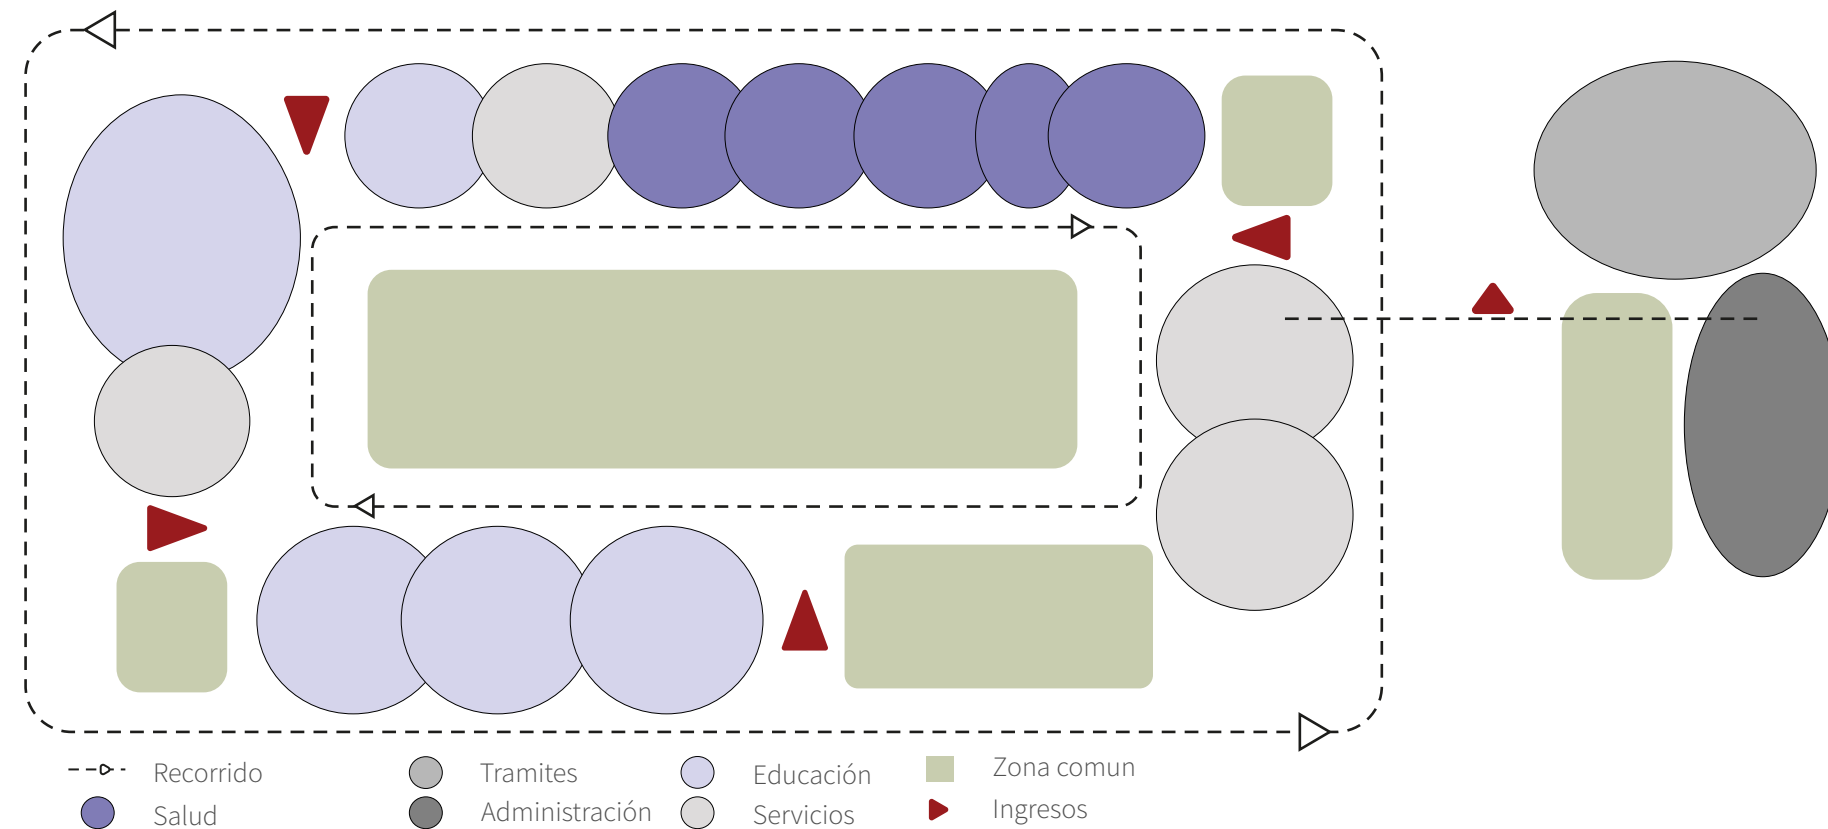 Recorrido
Tramites
Educación
Zona comun
Salud
Administración
Servicios
Ingresos